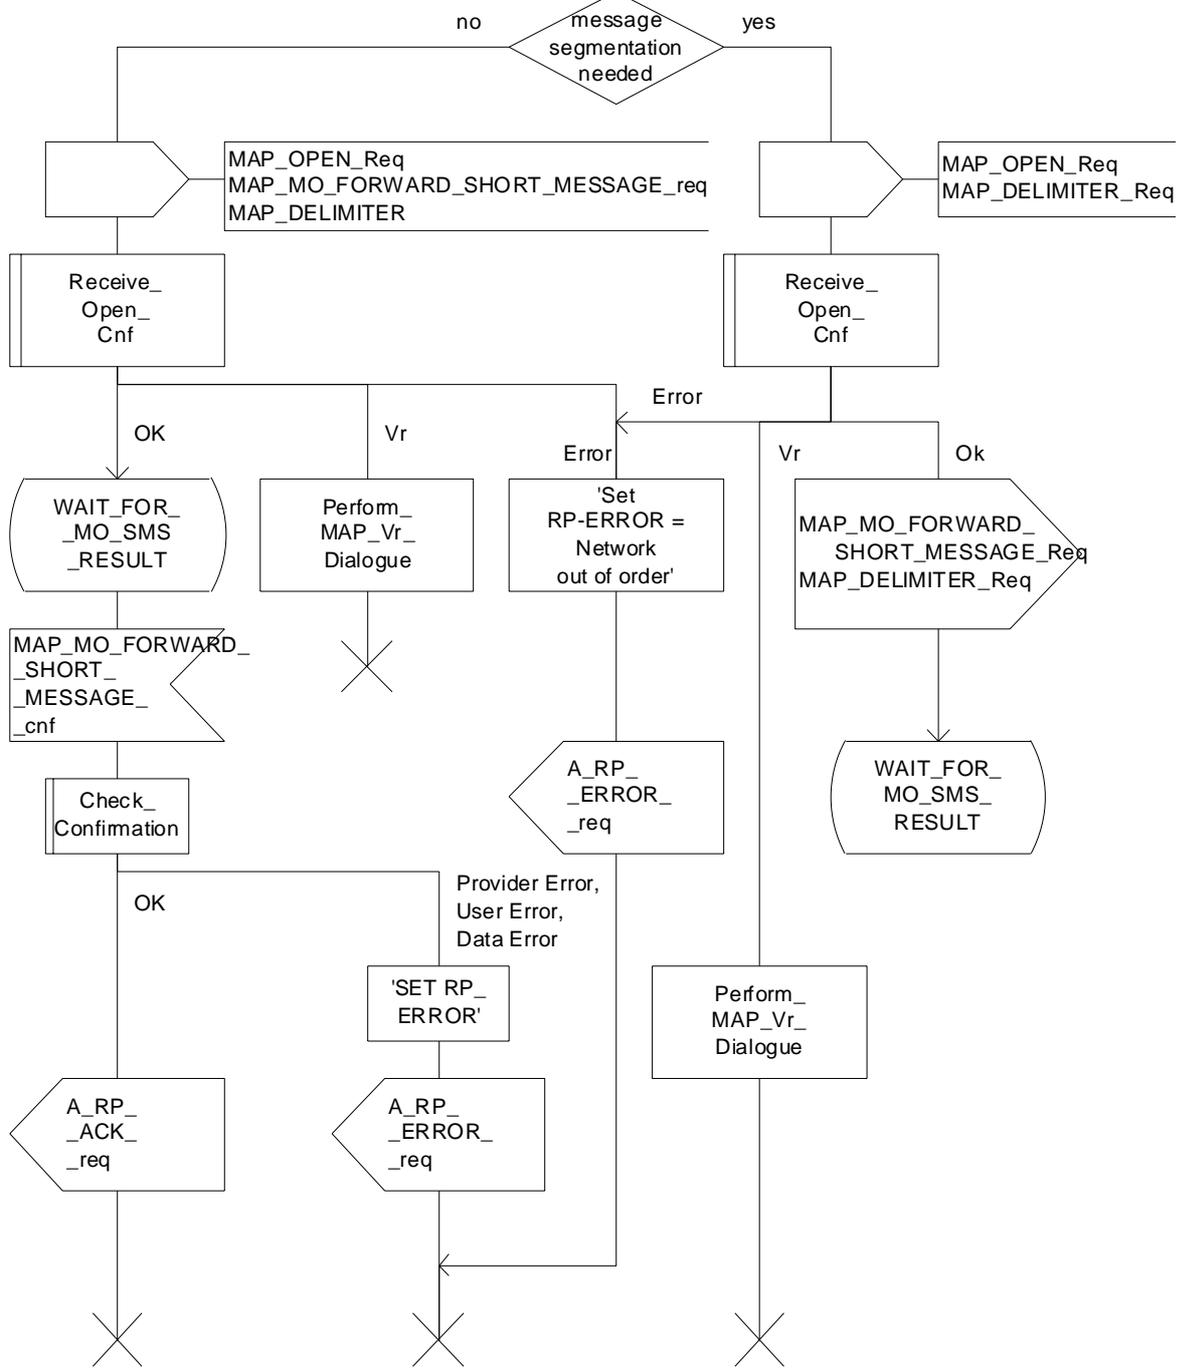 no
message
segmentation
needed
yes
MAP_OPEN_Req
MAP_MO_FORWARD_SHORT_MESSAGE_req
MAP_DELIMITER
MAP_OPEN_Req
MAP_DELIMITER_Req
Receive_
Open_
Cnf
Receive_
Open_
Cnf
Error
OK
Vr
Error
Vr
Ok
WAIT_FOR_
_MO_SMS
_RESULT
Perform_
MAP_Vr_
Dialogue
'Set
RP-ERROR =
Network
out of order'
MAP_MO_FORWARD_
SHORT_MESSAGE_Req
MAP_DELIMITER_Req
MAP_MO_FORWARD_
_SHORT_
_MESSAGE_
_cnf
A_RP_
_ERROR_
_req
WAIT_FOR_
MO_SMS_
RESULT
Check_
Confirmation
OK
Provider Error,
User Error,
Data Error
'SET RP_
ERROR'
Perform_
MAP_Vr_
Dialogue
A_RP_
_ACK_
_req
A_RP_
_ERROR_
_req